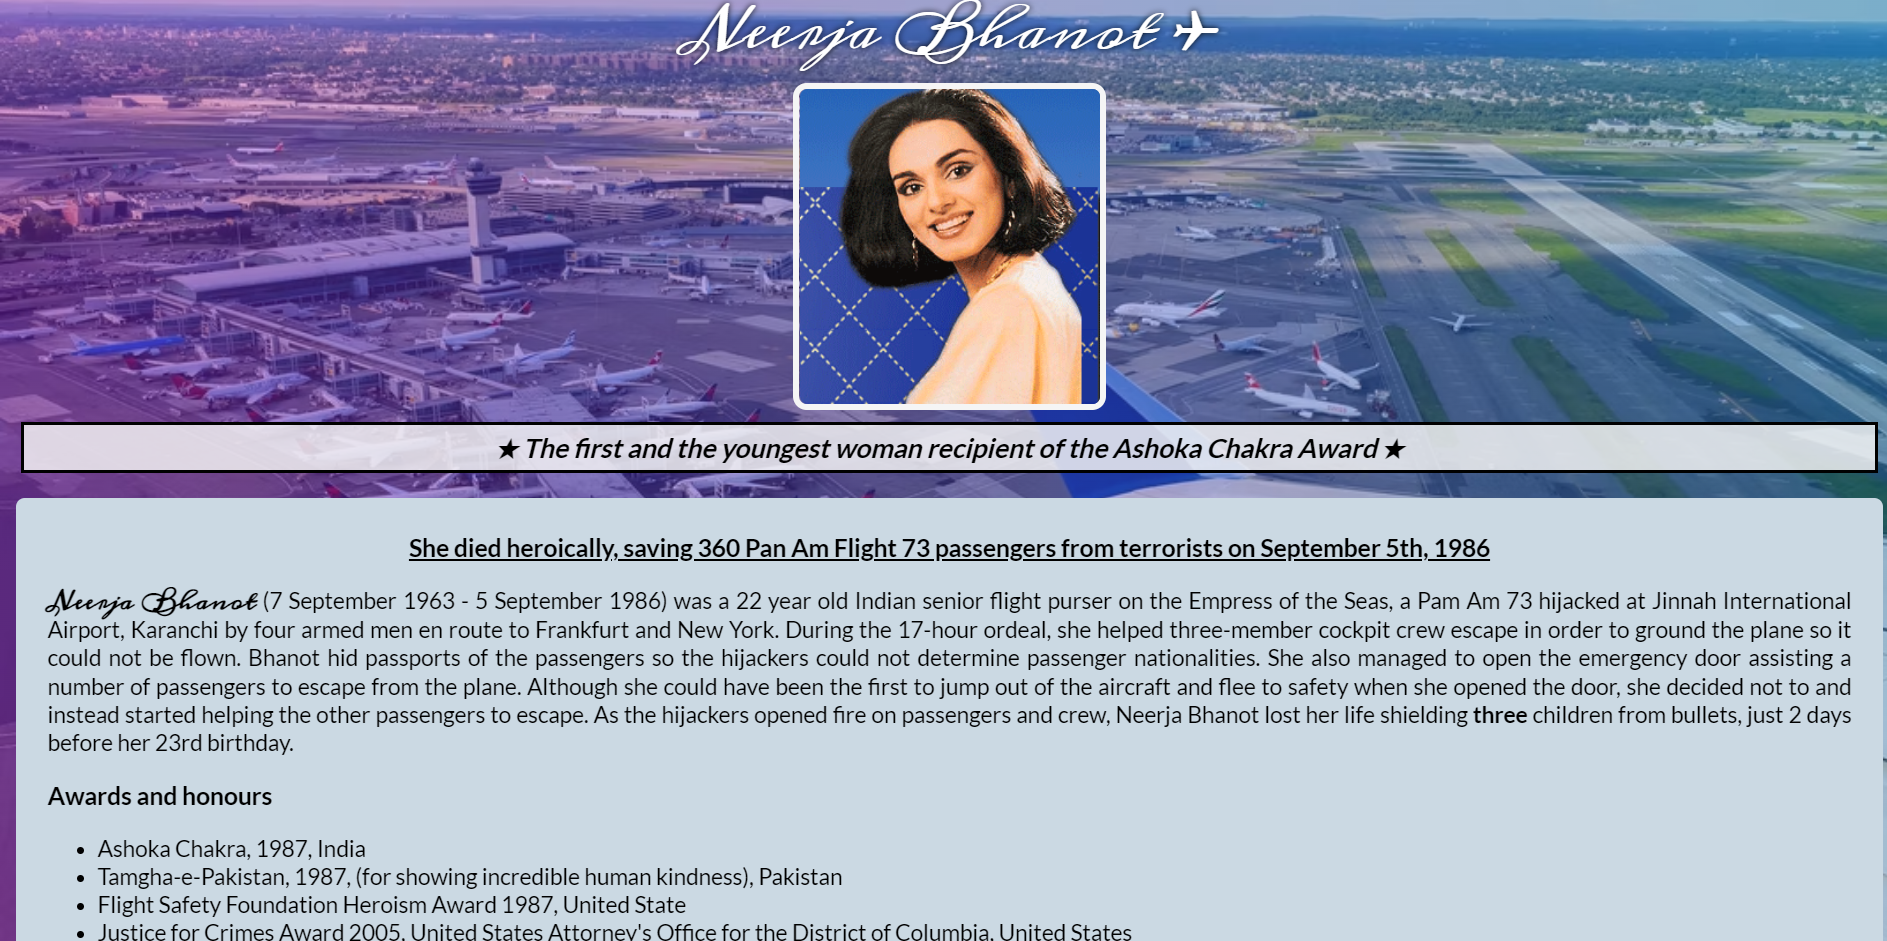 Neerja Bhanot ✈
★ The first and the youngest woman recipient of the Ashoka Chakra Award ★
She died heroically, saving 360 Pan Am Flight 73 passengers from terrorists on September 5th, 1986
Neerja Bhanot (7 September 1963 - 5 September 1986) was a 22 year old Indian senior flight purser on the Empress of the Seas, a Pam Am 73 hijacked at Jinnah International
Airport, Karanchi by four armed men en route to Frankfurt and New York. During the 17-hour ordeal, she helped three-member cockpit crew escape in order to ground the plane so it
could not be flown. Bhanot hid passports of the passengers so the hijackers could not determine passenger nationalities. She also managed to open the emergency door assisting a
number of passengers to escape from the plane. Although she could have been the first to jump out of the aircraft and flee to safety when she opened the door, she decided not to and
instead started helping the other passengers to escape. As the hijackers opened fire on passengers and crew, Neerja Bhanot lost her life shielding three children from bullets, just 2 days
before her 23rd birthday.
Awards and honours
• Ashoka Chakra, 1987, India
• Tamgha-e-Pakistan, 1987, (for showing incredible human kindness), Pakistan
• Flight Safety Foundation Heroism Award 1987, United State
• Justice for Crimes Award 2005, United States Attorney's Office for the District of Columbia, United States